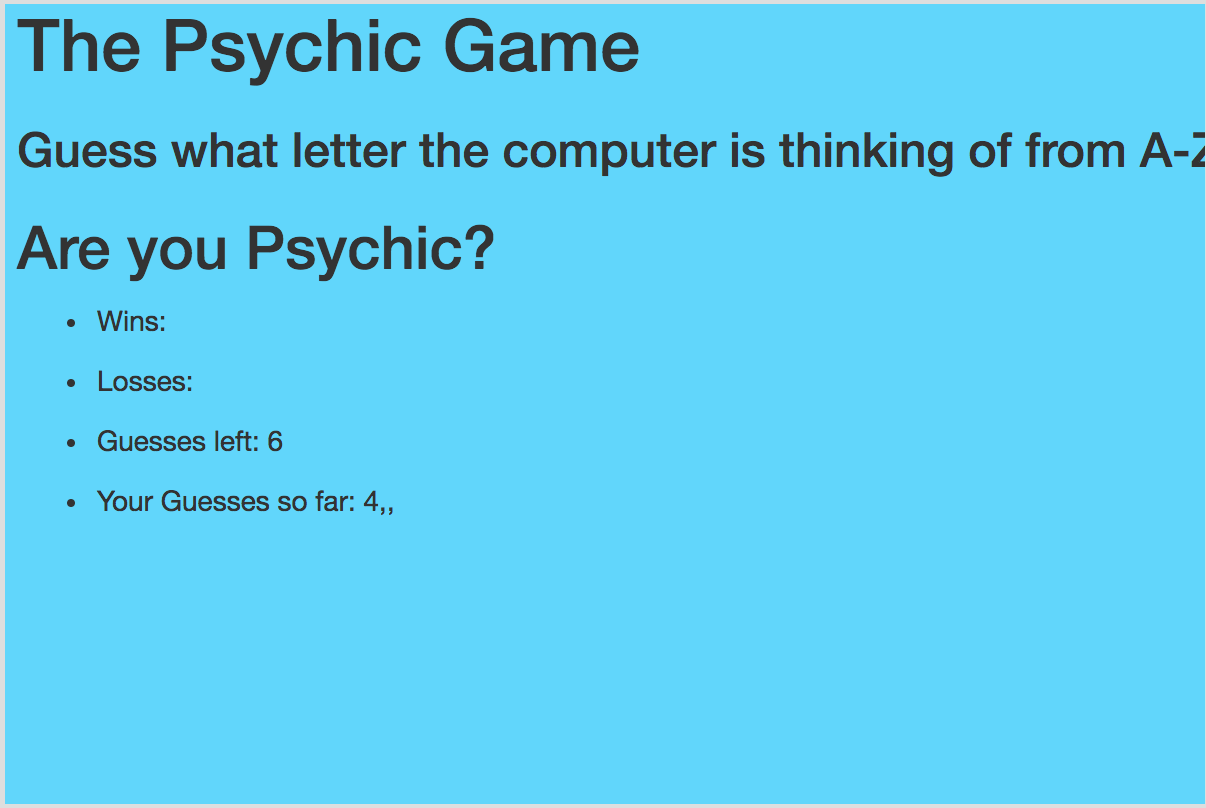 The Psychic Game
Guess what letter the computer is thinking of from A-Z
Are you Psychic?
Wins:
Losses:
Guesses left: 6
Your Guesses so far: 4,,